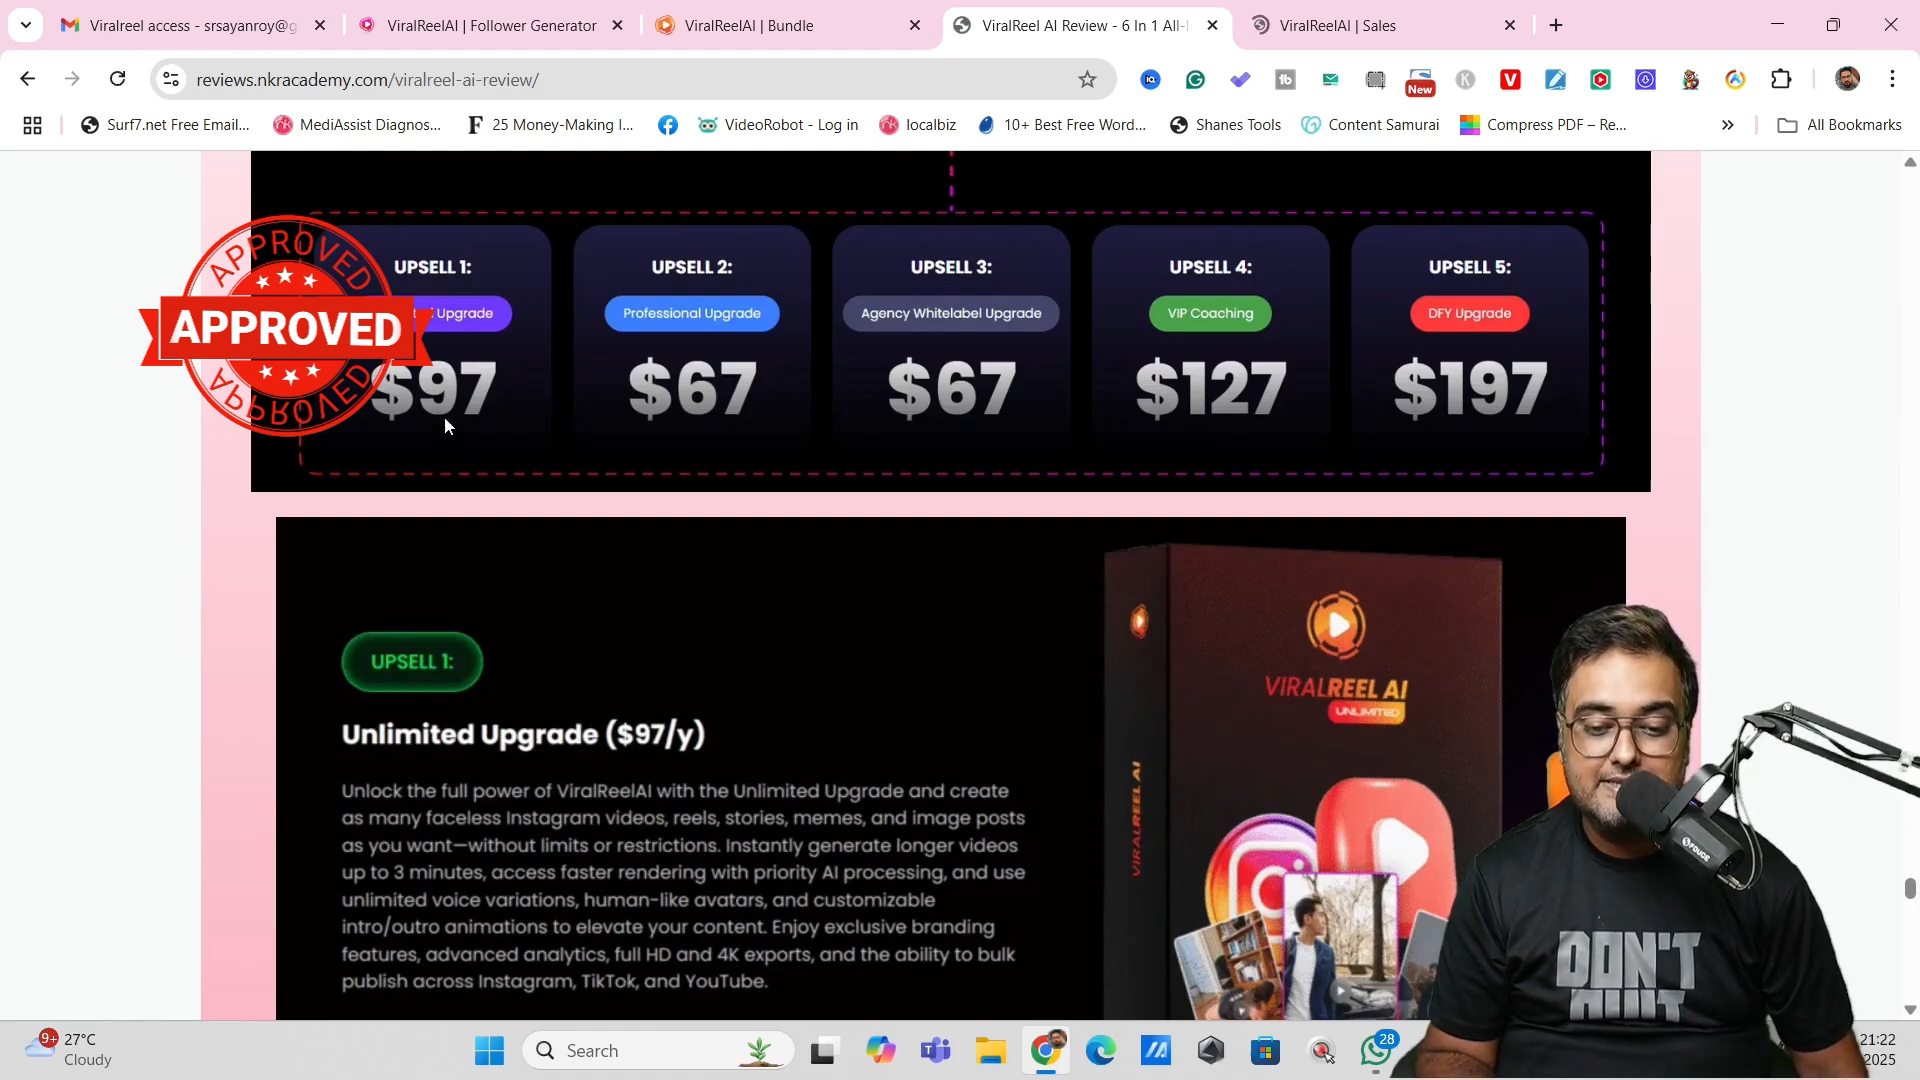 Viralreel access - srsayanroy@g
ViralReelAI | Follower Generator
ViralReelAI | Bundle
ViralReel AI Review - 6 In 1 All-
ViralReelAI | Sales
reviews.nkracademy.com/viralreel-ai-review/
New
Surf7.net Free Email...
MediAssist Diagnos...
25 Money-Making I...
VideoRobot - Log in
localbiz
10+ Best Free Word...
Shanes Tools
Content Samurai
Compress PDF – Re...
All Bookmarks
APPROVED
APPROVED
APPROVED
UPSELL 1:
UPSELL 2:
UPSELL 3:
UPSELL 4:
UPSELL 5:
Upgrade
Professional Upgrade
Agency Whitelabel Upgrade
VIP Coaching
DFY Upgrade
$97
$67
$67
$127
$197
UPSELL 1:
Unlimited Upgrade ($97/y)
Unlock the full power of ViralReelAI with the Unlimited Upgrade and create
as many faceless Instagram videos, reels, stories, memes, and image posts
as you want—without limits or restrictions. Instantly generate longer videos
up to 3 minutes, access faster rendering with priority AI processing, and use
unlimited voice variations, human-like avatars, and customizable
intro/outro animations to elevate your content. Enjoy exclusive branding
features, advanced analytics, full HD and 4K exports, and the ability to bulk
publish across Instagram, TikTok, and YouTube.
VIRALREEL AI
UNLIMITED
VIRALREEL AI
FDUCE
DON'T
QUIT
9+
27°C
Cloudy
Search
28
21:22
2025